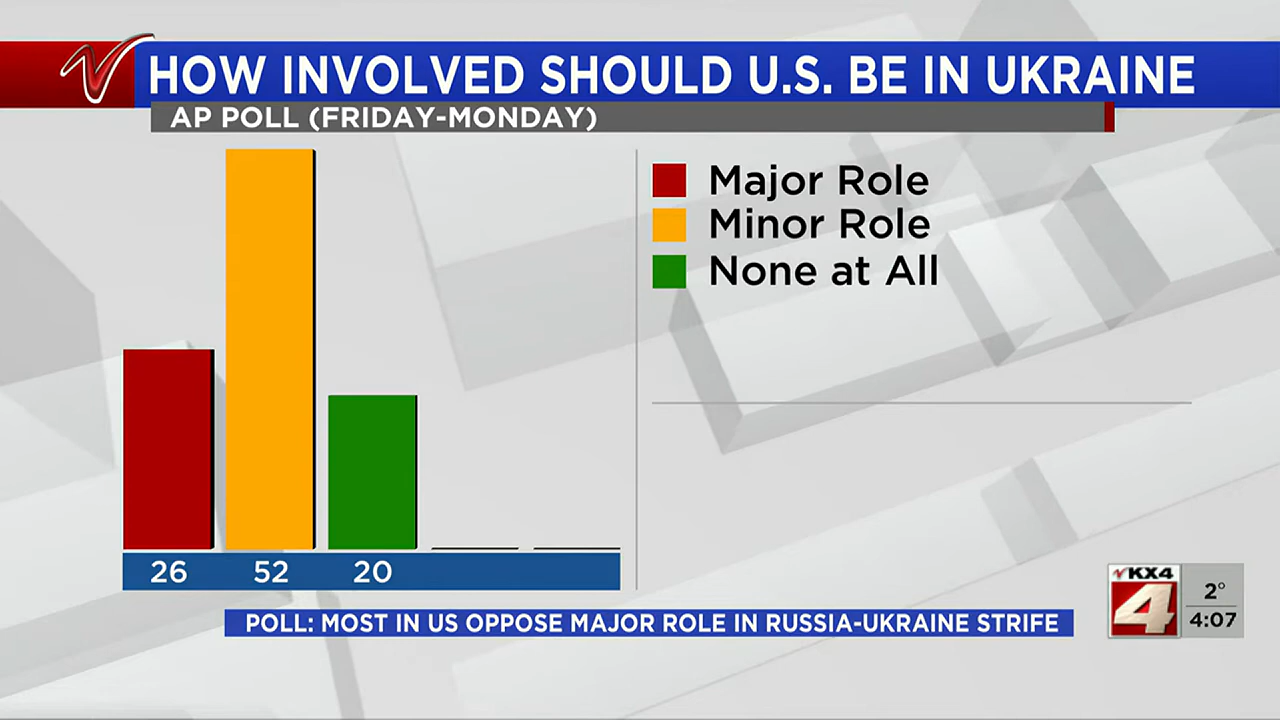 HOW INVOLVED SHOULD U.S. BE IN UKRAINE
AP POLL (FRIDAY-MONDAY)
Major Role
Minor Role
None at All
26 52 20
POLL: MOST IN US OPPOSE MAJOR ROLE IN RUSSIA-UKRAINE STRIFE
KX4
4
2°
4:07